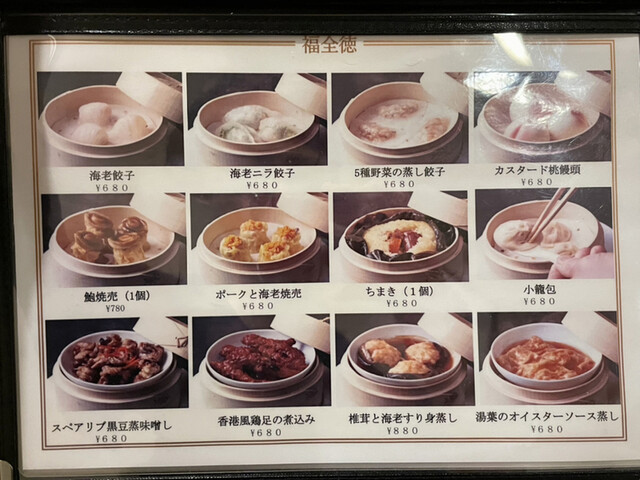 福全徳
海老餃子
¥680
海老ニラ餃子
¥680
5種野菜の蒸し餃子
¥680
カスタード桃饅頭
¥680
鮑焼売（1個）
¥780
ポークと海老焼売
¥680
ちまき（1個）
¥680
小籠包
¥680
スペアリブ黒豆蒸味噌し
¥680
香港風鶏足の煮込み
¥680
椎茸と海老すり身蒸し
¥880
湯葉のオイスターソース蒸し
¥680